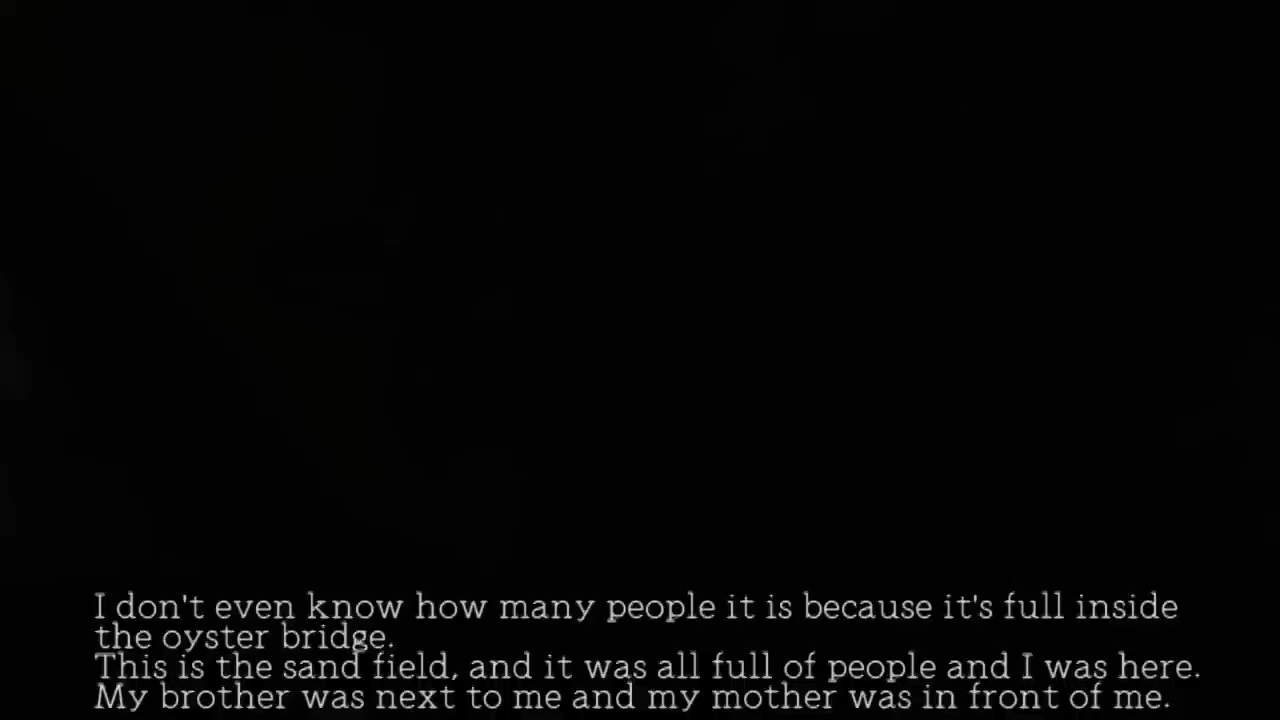 I don't even know how many people it is because it's full inside
the oyster bridge.
This is the sand field, and it was all full of people and I was here.
My brother was next to me and my mother was in front of me.